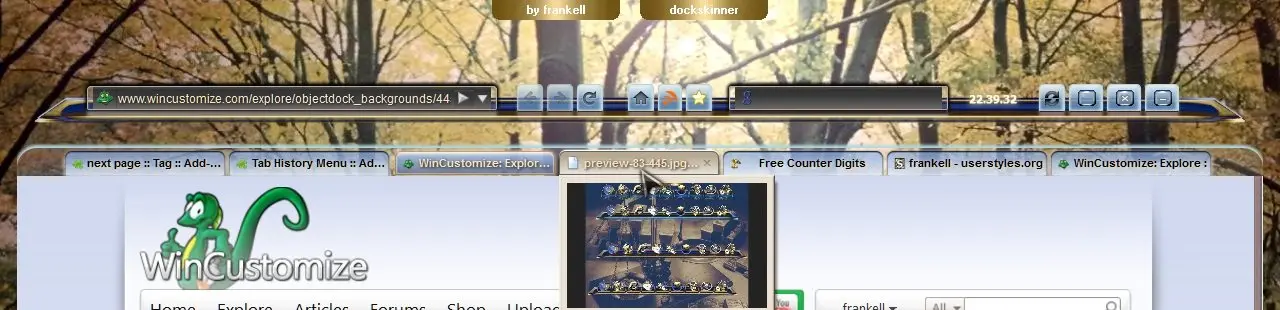 by frankell
dockskinner
www.wincustomize.com/explore/objectdock_backgrounds/44
22.39.32
next page :: Tag :: Add-...
Tab History Menu :: Ad...
WinCustomize: Explor...
preview-83-445.jpg...
Free Counter Digits
frankell - userstyles.org
WinCustomize: Explore :
WinCustomize
Home Explore Articles Forums Shop Uploa
You
frankell
All